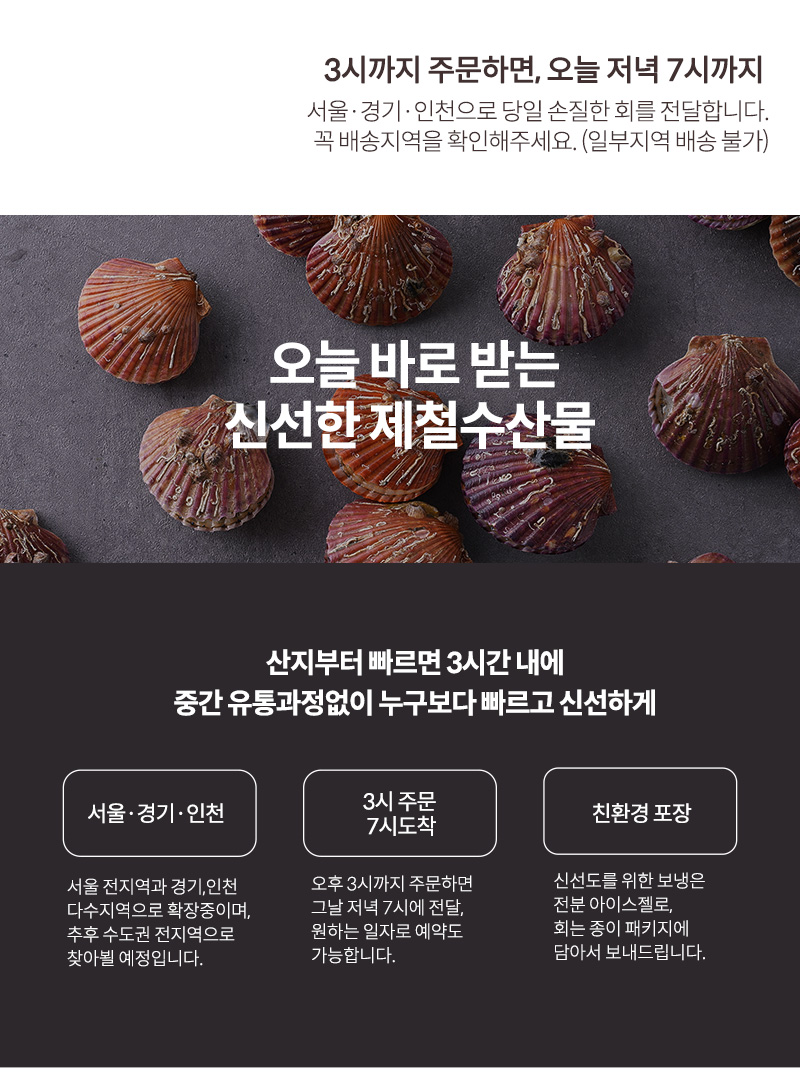 3시까지 주문하면, 오늘 저녁 7시까지
서울·경기·인천으로 당일 손질한 회를 전달합니다.
꼭 배송지역을 확인해주세요. (일부지역 배송 불가)
오늘 바로 받는
신선한 제철수산물
산지부터 빠르면 3시간 내에
중간 유통과정없이 누구보다 빠르고 신선하게
서울·경기·인천
서울 전지역과 경기,인천
다수지역으로 확장중이며,
추후 수도권 전지역으로
찾아뵐 예정입니다.
3시 주문
7시도착
오후 3시까지 주문하면
그날 저녁 7시에 전달,
원하는 일자로 예약도
가능합니다.
친환경 포장
신선도를 위한 보냉은
전분 아이스젤로,
회는 종이 패키지에
담아서 보내드립니다.